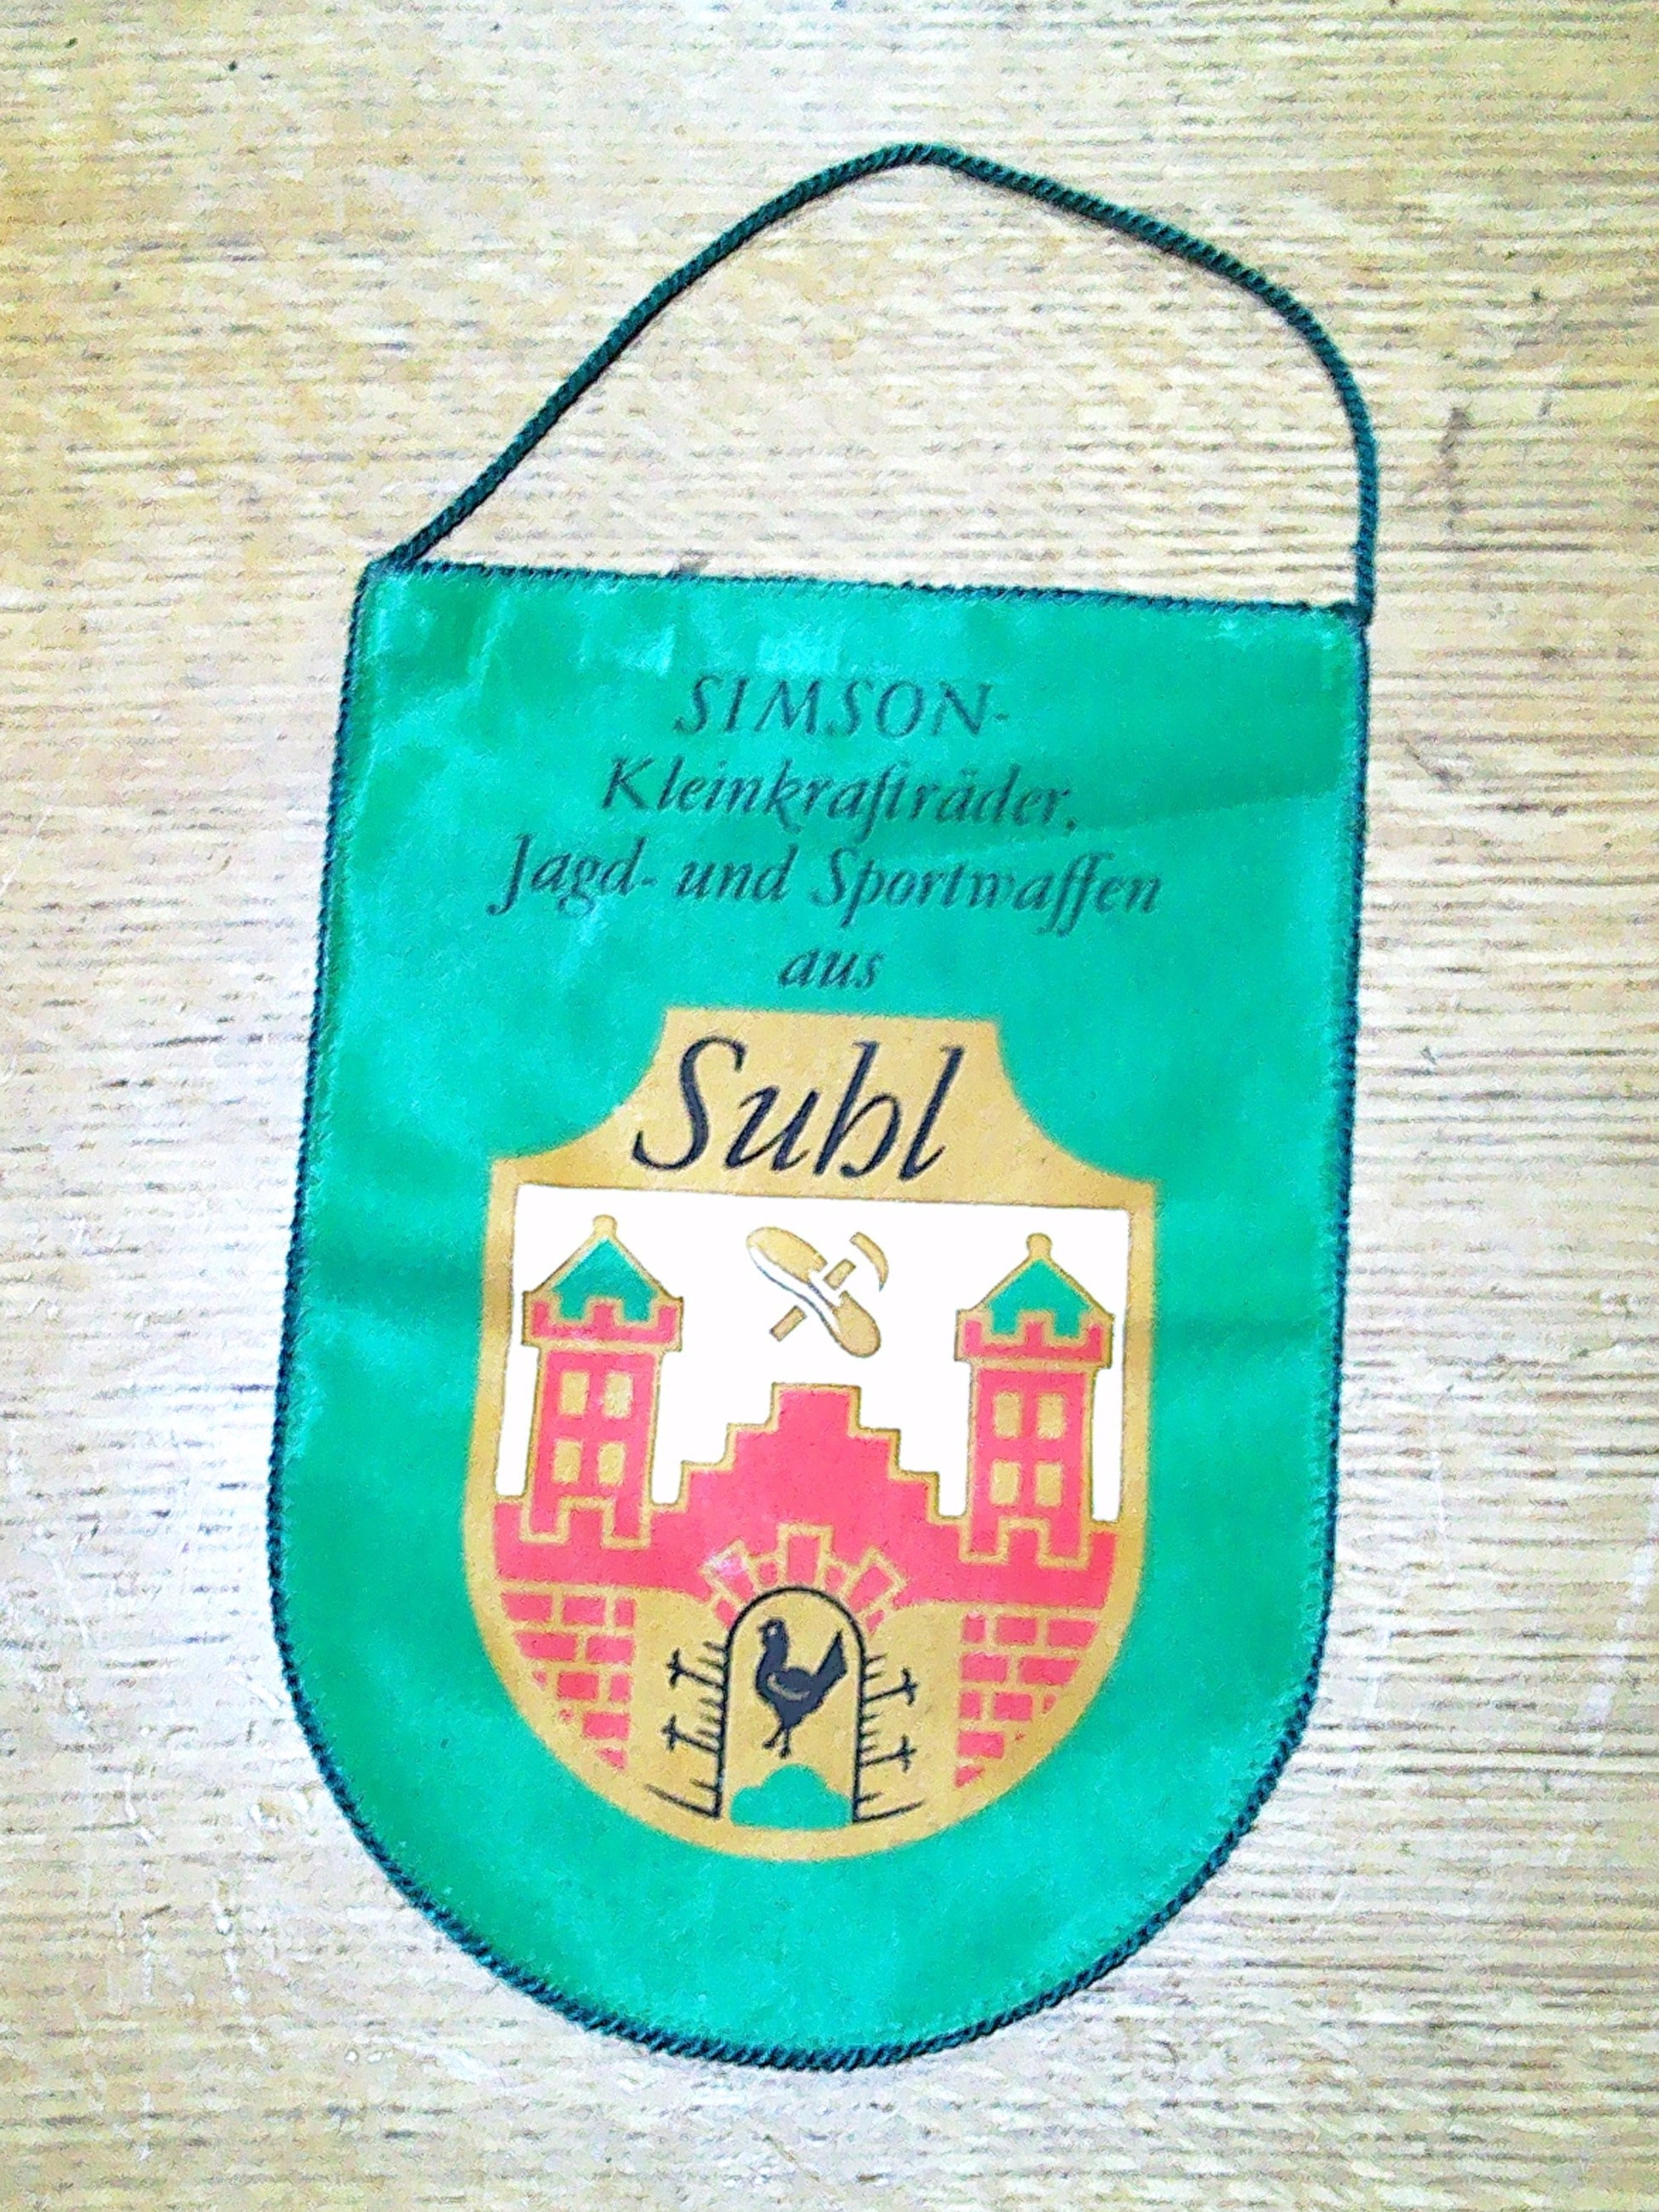 SIMSON-
Kleinkrafträder,
Jagd- und Sportwaffen
aus
Suhl